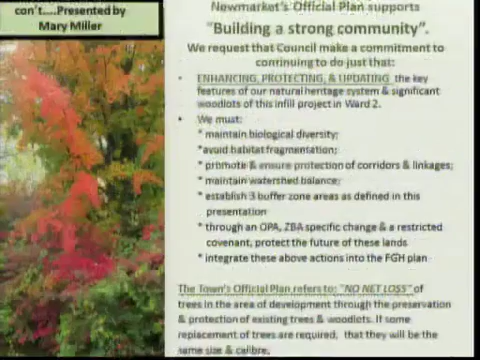 con't....Presented by
Mary Miller
Newmarket's Official Plan supports
"Building a strong community".
We request that Council make a commitment to
continuing to do just that:
• ENHANCING, PROTECTING, & UPDATING the key
features of our natural heritage system & significant
woodlots of this infill project in Ward 2.
• We must:
*maintain biological diversity;
*avoid habitat fragmentation;
*promote & ensure protection of corridors & linkages;
*maintain watershed balance;
*establish 3 buffer zone areas as defined in this
presentation
*through an OPA, ZBA specific change & a restricted
covenant, protect the future of these lands
*integrate these above actions into the FGH plan
The Town's Official Plan refers to: "NO NET LOSS" of
trees in the area of development through the preservation
& protection of existing trees & woodlots. If some
replacement of trees are required, that they will be the
same size & calibre.